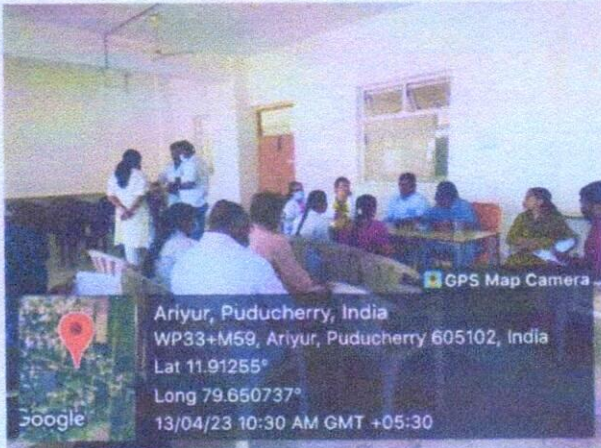 GPS Map Camera
Ariyur, Puducherry, India
WP33+M59, Ariyur, Puducherry 605102, India
Lat 11.91255°
Long 79.650737°
13/04/23 10:30 AM GMT +05:30
Google